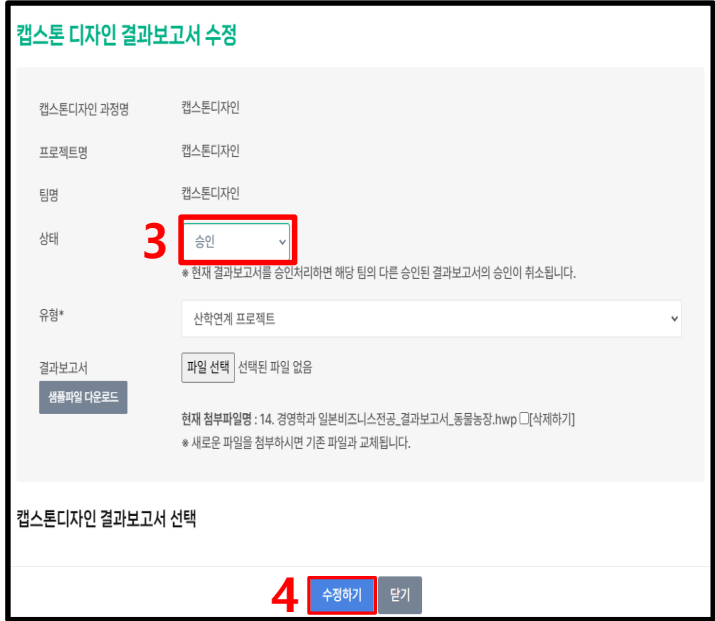 캡스톤 디자인 결과보고서 수정
캡스톤디자인 과정명 캡스톤디자인
프로젝트명 캡스톤디자인
팀명 캡스톤디자인
상태 3 승인
※ 현재 결과보고서를 승인처리하면 해당 팀의 다른 승인된 결과보고서의 승인이 취소됩니다.
유형* 산학연계 프로젝트
결과보고서 파일 선택 선택된 파일 없음
샘플파일 다운로드
현재 첨부파일명 : 14. 경영학과 일본비즈니스전공_결과보고서_동물농장.hwp [삭제하기]
※ 새로운 파일을 첨부하시면 기존 파일과 교체됩니다.
캡스톤디자인 결과보고서 선택
4 수정하기 닫기